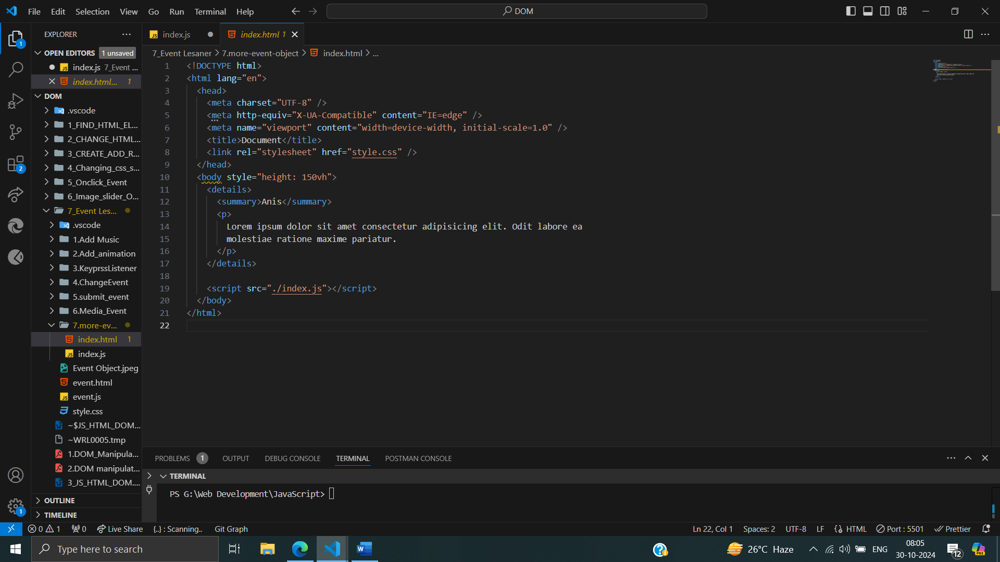 File Edit Selection View Go Run Terminal Help
DOM
EXPLORER
OPEN EDITORS 1 unsaved
index.js 7_Event ...
index.html... 1
DOM
.vscode
1_FIND_HTML_EL...
2_CHANGE_HTML...
3_CREATE_ADD_R...
4_Changing_css_s...
5_Onclick_Event
6_Image_slider_O...
7_Event Les...
.vscode
1.Add Music
2.Add_animation
3.KeyprssListener
4.ChangeEvent
5.submit_event
6.Media_Event
7.more-ev...
index.html 1
index.js
Event Object.jpeg
event.html
event.js
style.css
~$JS_HTML_DOM...
~WRL0005.tmp
1.DOM_Manipula...
2.DOM manipulat...
3_JS_HTML_DOM....
OUTLINE
TIMELINE
index.js
index.html 1
7_Event Lesaner > 7.more-event-object > index.html > ...
1 <!DOCTYPE html>
2 <html lang="en">
3 <head>
4 <meta charset="UTF-8" />
5 <meta http-equiv="X-UA-Compatible" content="IE=edge" />
6 <meta name="viewport" content="width=device-width, initial-scale=1.0" />
7 <title>Document</title>
8 <link rel="stylesheet" href="style.css" />
9 </head>
10 <body style="height: 150vh">
11 <details>
12 <summary>Anis</summary>
13 <p>
14 Lorem ipsum dolor sit amet consectetur adipisicing elit. Odit labore ea
15 molestiae ratione maxime pariatur.
16 </p>
17 </details>
18
19 <script src="./index.js"></script>
20 </body>
21 </html>
22
PROBLEMS 1 OUTPUT DEBUG CONSOLE TERMINAL POSTMAN CONSOLE
TERMINAL
PS G:\Web Development\JavaScript>
1
2
1
0 1 0 Live Share {..} : Scanning.. Git Graph
Ln 22, Col 1 Spaces: 2 UTF-8 LF HTML Port : 5501 Prettier
Type here to search
26°C Haze ENG
08:05
30-10-2024
12
PRE